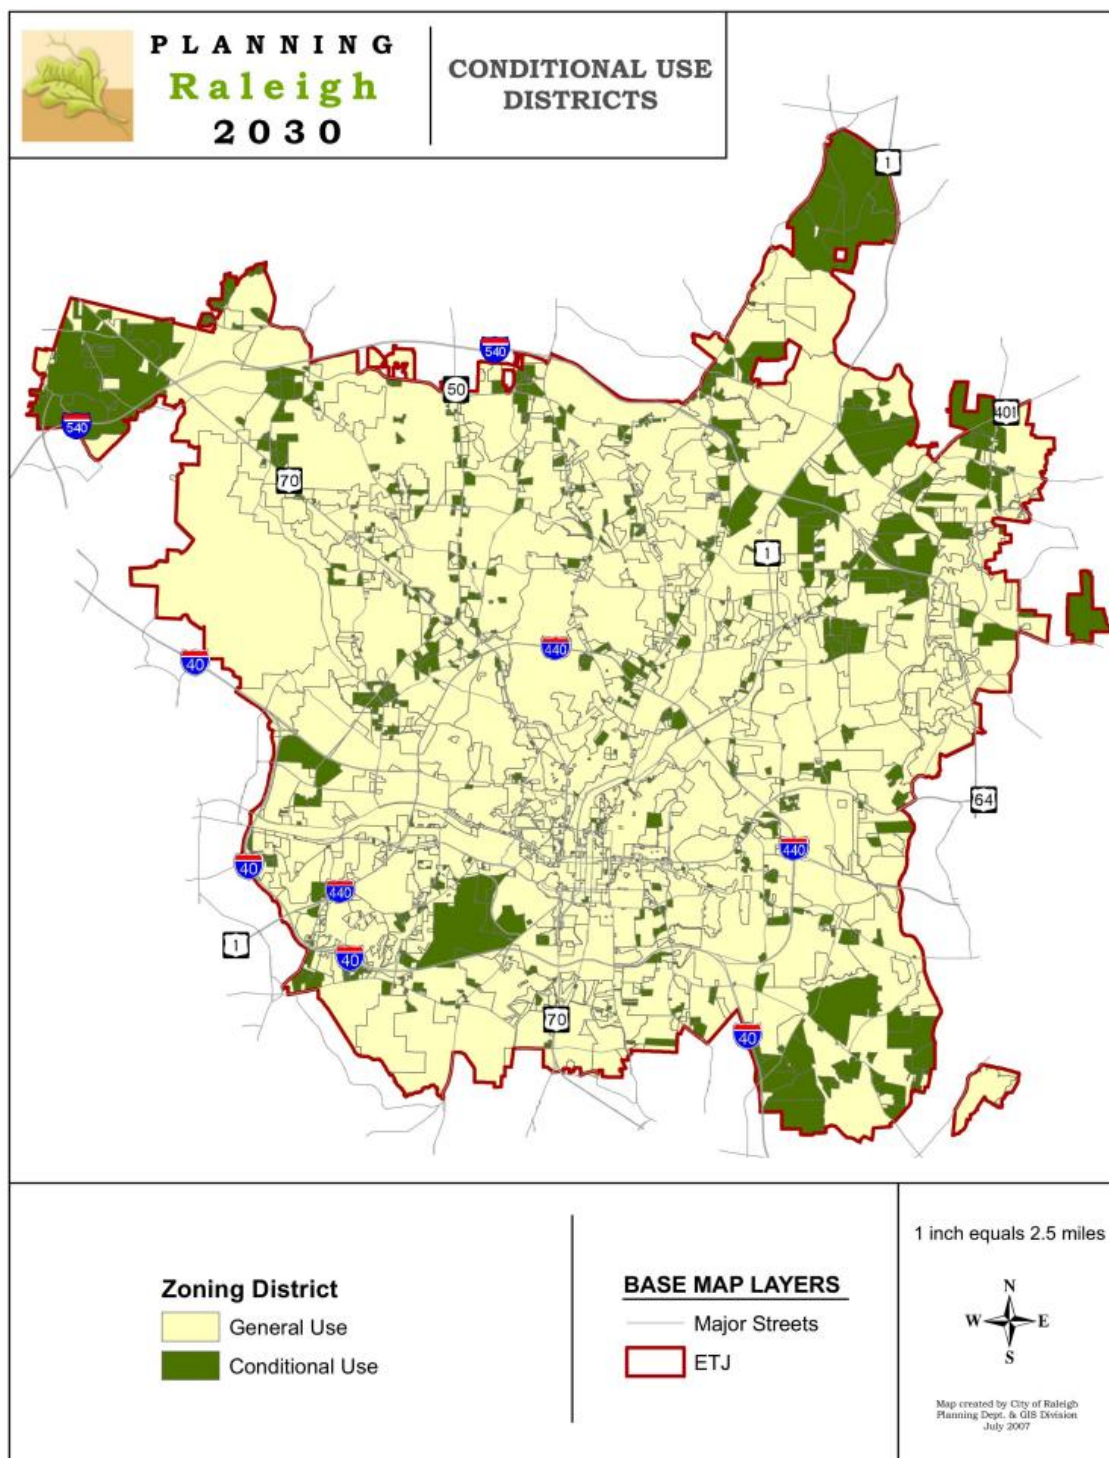 PLANNING
Raleigh
2030
CONDITIONAL USE
DISTRICTS
1
540
50
401
540
70
1
440
40
64
440
40
440
1
40
70
40
Zoning District
General Use
Conditional Use
BASE MAP LAYERS
Major Streets
ETJ
1 inch equals 2.5 miles
N
W E
S
Map created by City of Raleigh
Planning Dept. & GIS Division
July 2007